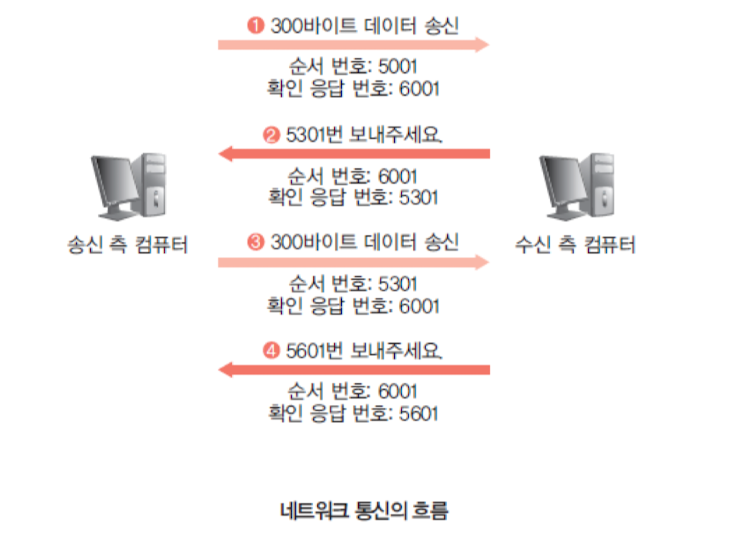 ❶ 300바이트 데이터 송신
순서 번호: 5001
확인 응답 번호: 6001
❷ 5301번 보내주세요.
순서 번호: 6001
확인 응답 번호: 5301
송신 측 컴퓨터
❸ 300바이트 데이터 송신
수신 측 컴퓨터
순서 번호: 5301
확인 응답 번호: 6001
❹ 5601번 보내주세요.
순서 번호: 6001
확인 응답 번호: 5601
네트워크 통신의 흐름